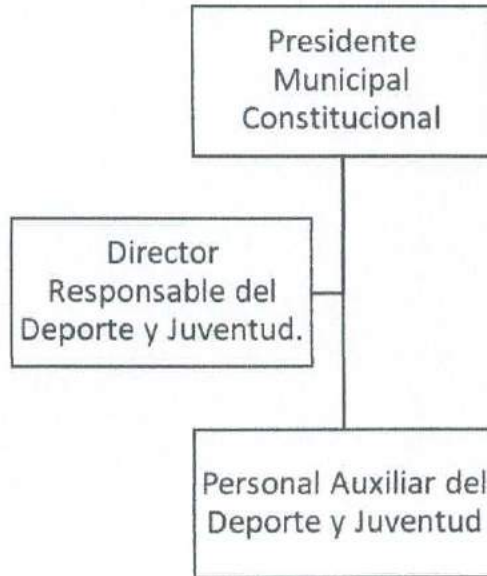 Presidente
Municipal
Constitucional
Director
Responsable del
Deporte y Juventud.
Personal Auxiliar del
Deporte y Juventud